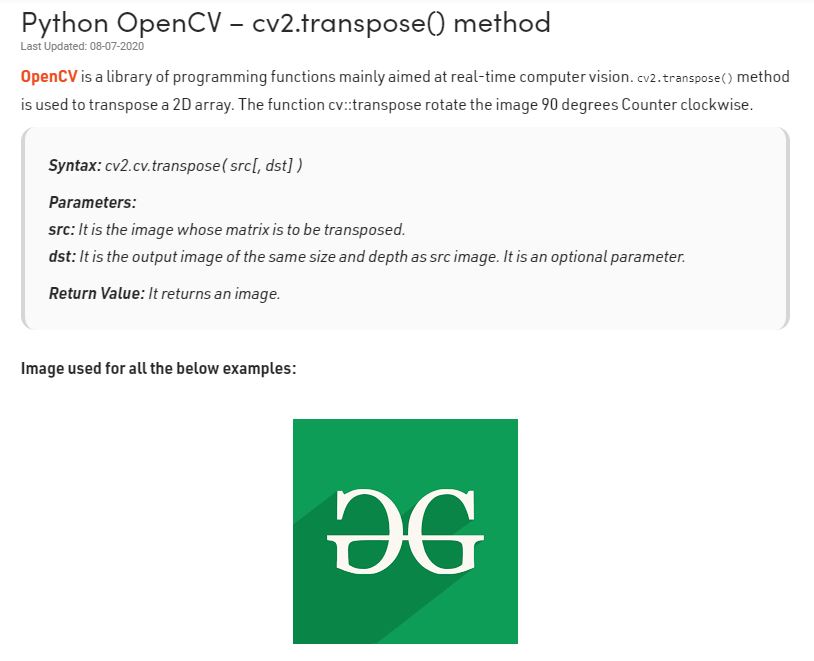 Python OpenCV – cv2.transpose() method
Last Updated: 08-07-2020
OpenCV is a library of programming functions mainly aimed at real-time computer vision. cv2.transpose() method
is used to transpose a 2D array. The function cv::transpose rotate the image 90 degrees Counter clockwise.
Syntax: cv2.cv.transpose( src[, dst] )
Parameters:
src: It is the image whose matrix is to be transposed.
dst: It is the output image of the same size and depth as src image. It is an optional parameter.
Return Value: It returns an image.
Image used for all the below examples: